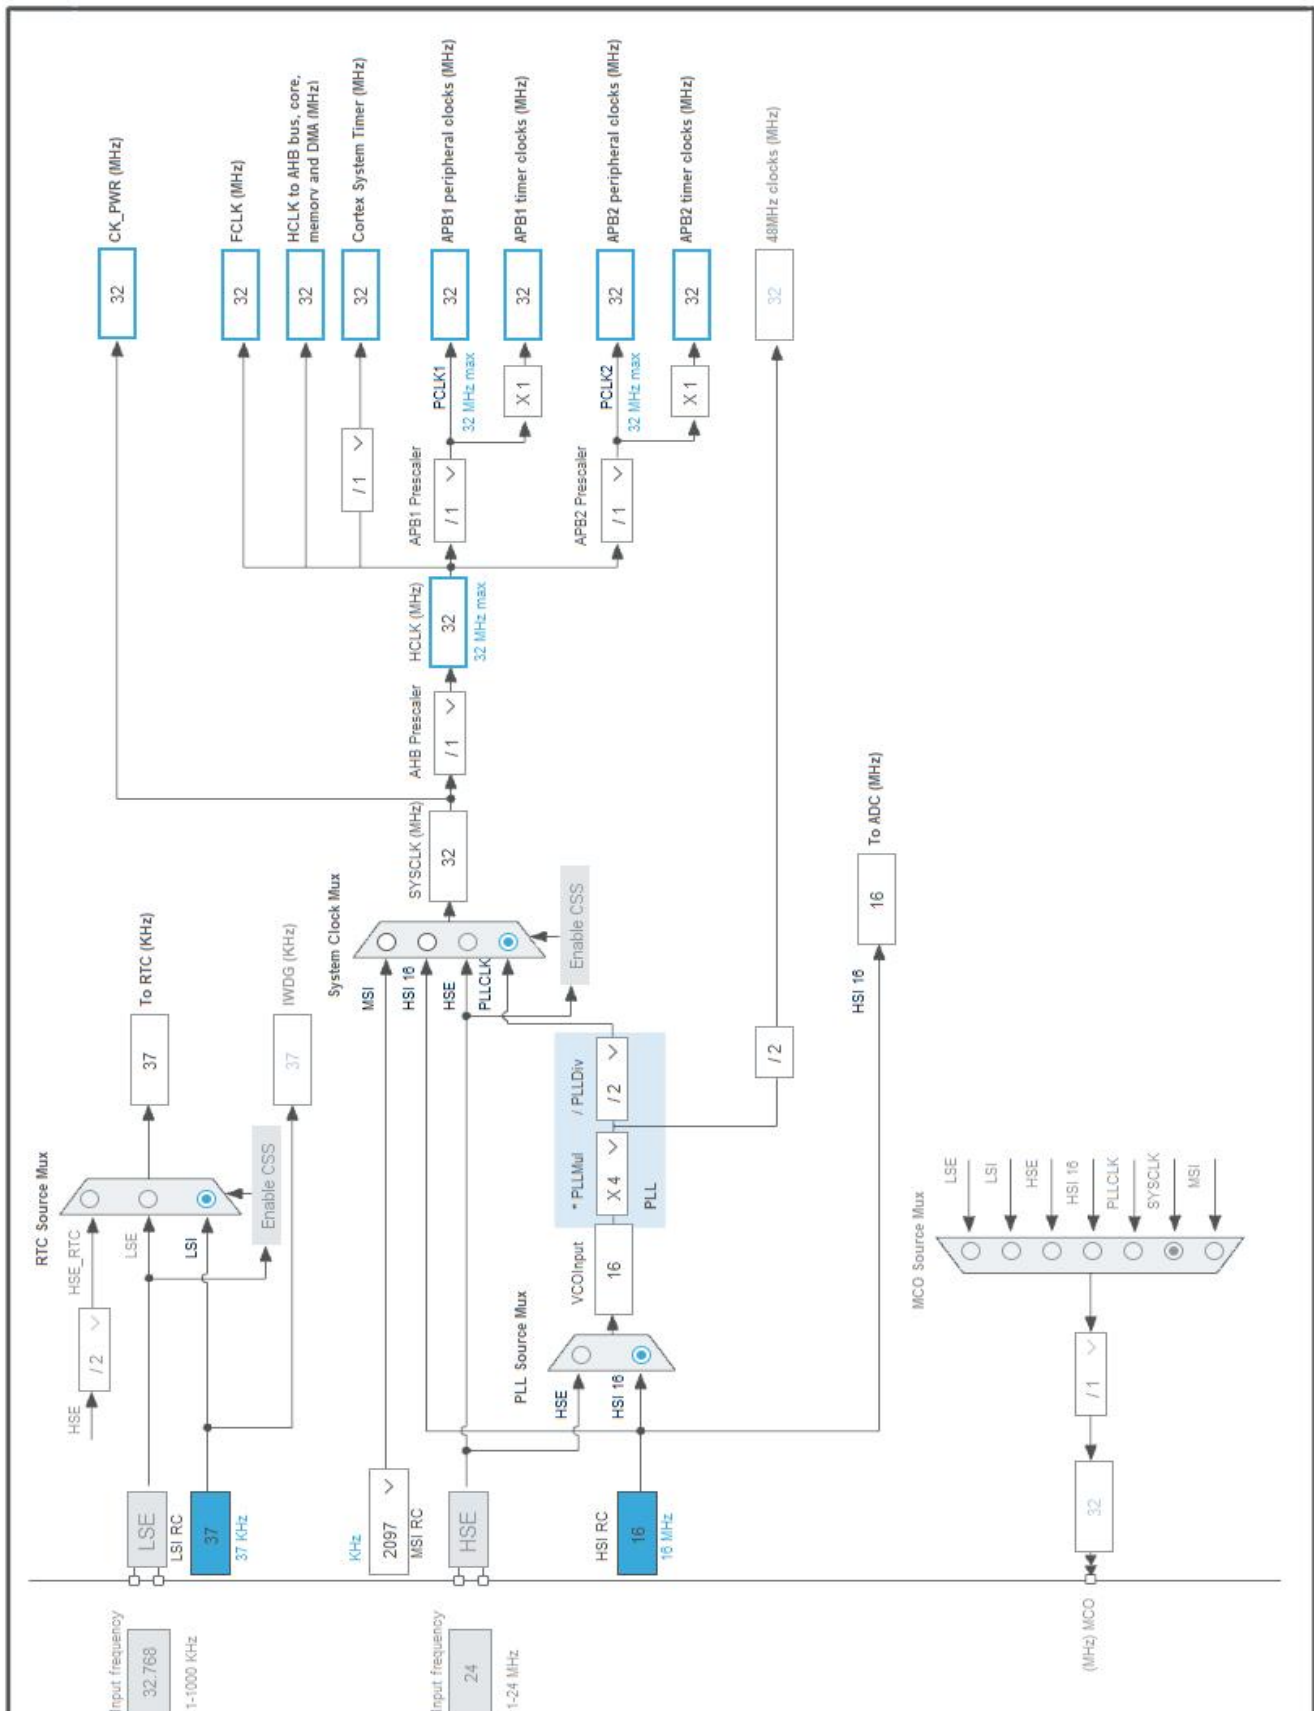 Input frequency
32.768
1-1000 KHz
LSE
LSI RC
37
37 KHz
HSE
/ 2
HSE_RTC
LSE
LSI
RTC Source Mux
Enable CSS
37
To RTC (KHz)
37
IWDG (KHz)
KHz
2097
MSI RC
Input frequency
24
1-24 MHz
HSE
HSI RC
16
16 MHz
PLL Source Mux
HSE
HSI 16
VCOInput
16
* PLLMul
X 4
/ PLLDiv
/ 2
PLL
System Clock Mux
MSI
HSI 16
HSE
PLLCLK
Enable CSS
SYSCLK (MHz)
32
AHB Prescaler
/ 1
HCLK (MHz)
32
32 MHz max
32
CK_PWR (MHz)
32
FCLK (MHz)
32
HCLK to AHB bus, core,
memory and DMA (MHz)
/ 1
32
Cortex System Timer (MHz)
APB1 Prescaler
/ 1
PCLK1
32 MHz max
32
APB1 peripheral clocks (MHz)
X 1
32
APB1 timer clocks (MHz)
APB2 Prescaler
/ 1
PCLK2
32 MHz max
32
APB2 peripheral clocks (MHz)
X 1
32
APB2 timer clocks (MHz)
/ 2
32
48MHz clocks (MHz)
HSI 16
16
To ADC (MHz)
MCO Source Mux
LSE
LSI
HSE
HSI 16
PLLCLK
SYSCLK
MSI
/ 1
32
(MHz) MCO